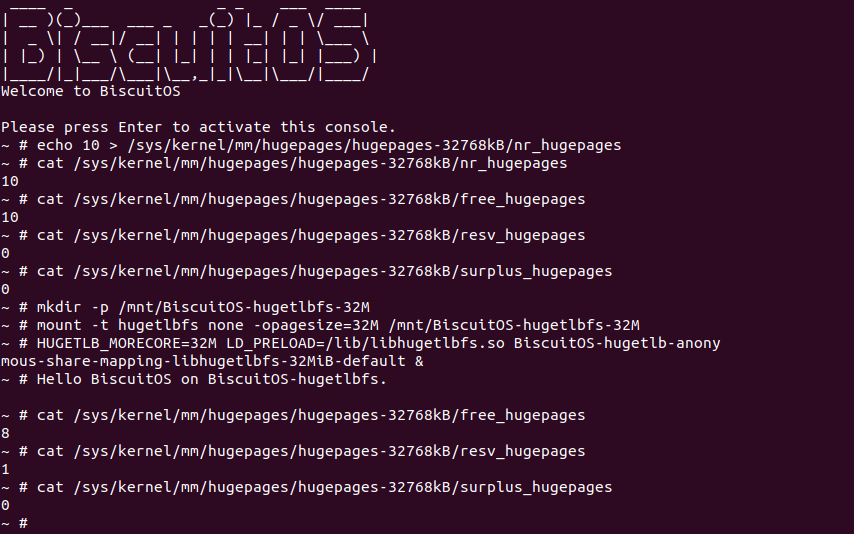 ____  _                _ _    ___  ____
| __ )(_)___  ___ _   _(_) |_ / _ \/ ___|
|  _ \| / __|/ __| | | | | __| | | \___ \
| |_) | \__ \ (__| |_| | | |_| |_| |___) |
|____/|_|___/\___|\__,_|_|\__|\___/|____/
Welcome to BiscuitOS
Please press Enter to activate this console.
~ # echo 10 > /sys/kernel/mm/hugepages/hugepages-32768kB/nr_hugepages
~ # cat /sys/kernel/mm/hugepages/hugepages-32768kB/nr_hugepages
10
~ # cat /sys/kernel/mm/hugepages/hugepages-32768kB/free_hugepages
10
~ # cat /sys/kernel/mm/hugepages/hugepages-32768kB/resv_hugepages
0
~ # cat /sys/kernel/mm/hugepages/hugepages-32768kB/surplus_hugepages
0
~ # mkdir -p /mnt/BiscuitOS-hugetlbfs-32M
~ # mount -t hugetlbfs none -opagesize=32M /mnt/BiscuitOS-hugetlbfs-32M
~ # HUGETLB_MORECORE=32M LD_PRELOAD=/lib/libhugetlbfs.so BiscuitOS-hugetlb-anony
mous-share-mapping-libhugetlbfs-32MiB-default &
~ # Hello BiscuitOS on BiscuitOS-hugetlbfs.
~ # cat /sys/kernel/mm/hugepages/hugepages-32768kB/free_hugepages
8
~ # cat /sys/kernel/mm/hugepages/hugepages-32768kB/resv_hugepages
1
~ # cat /sys/kernel/mm/hugepages/hugepages-32768kB/surplus_hugepages
0
~ #